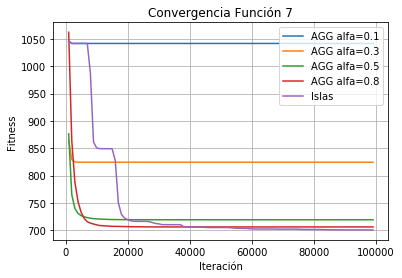 Convergencia Función 7
1050
1000
950
900
850
800
750
700
Fitness
AGG alfa=0.1
AGG alfa=0.3
AGG alfa=0.5
AGG alfa=0.8
Islas
0 20000 40000 60000 80000 100000
Iteración